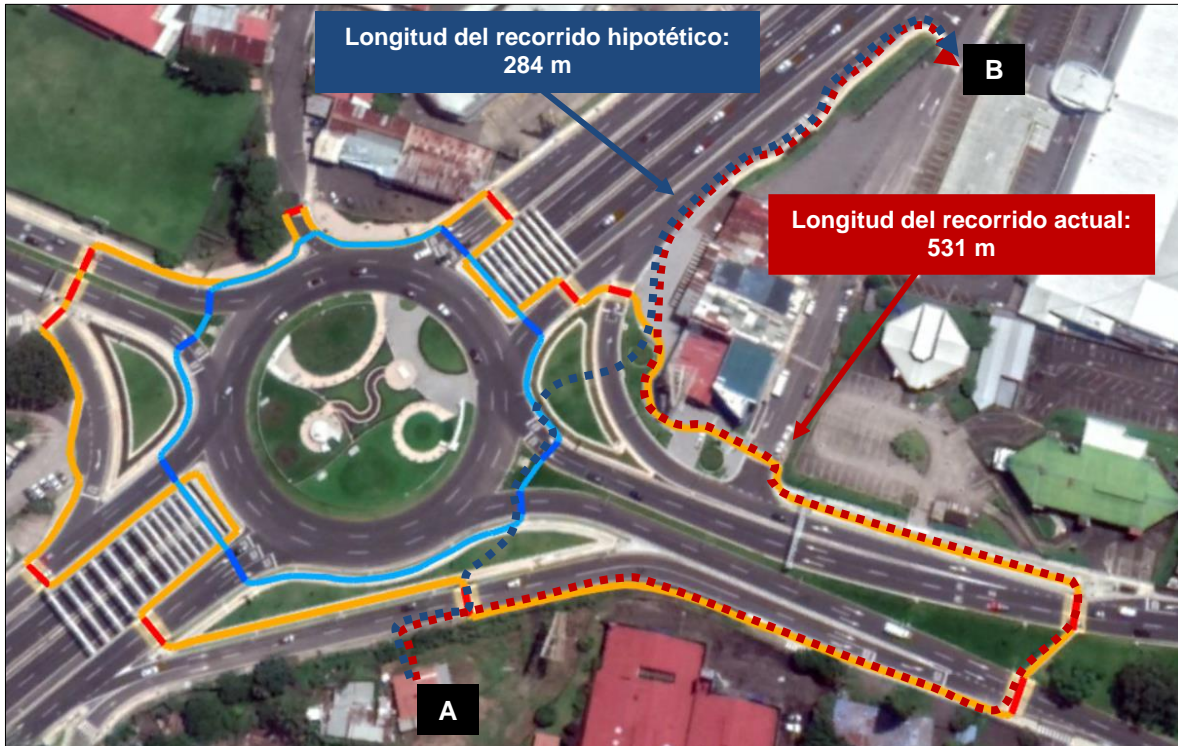 Longitud del recorrido hipotético:
284 m
B
Longitud del recorrido actual:
531 m
A